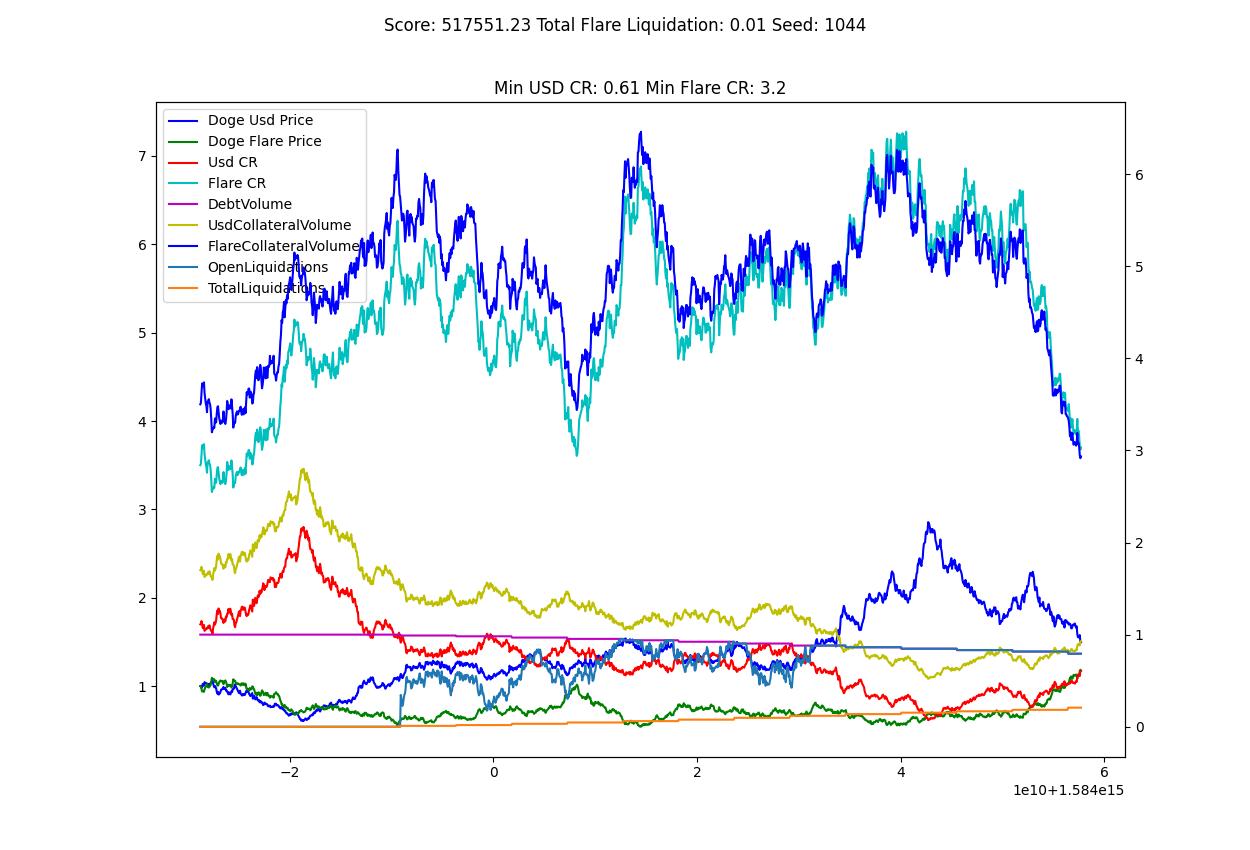 Score: 517551.23 Total Flare Liquidation: 0.01 Seed: 1044
Min USD CR: 0.61 Min Flare CR: 3.2
Doge Usd Price
Doge Flare Price
Usd CR
Flare CR
DebtVolume
UsdCollateralVolume
FlareCollateralVolume
OpenLiquidations
TotalLiquidations
7
6
5
4
3
2
1
6
5
4
3
2
1
0
−2
0
2
4
6
1e10+1.584e15